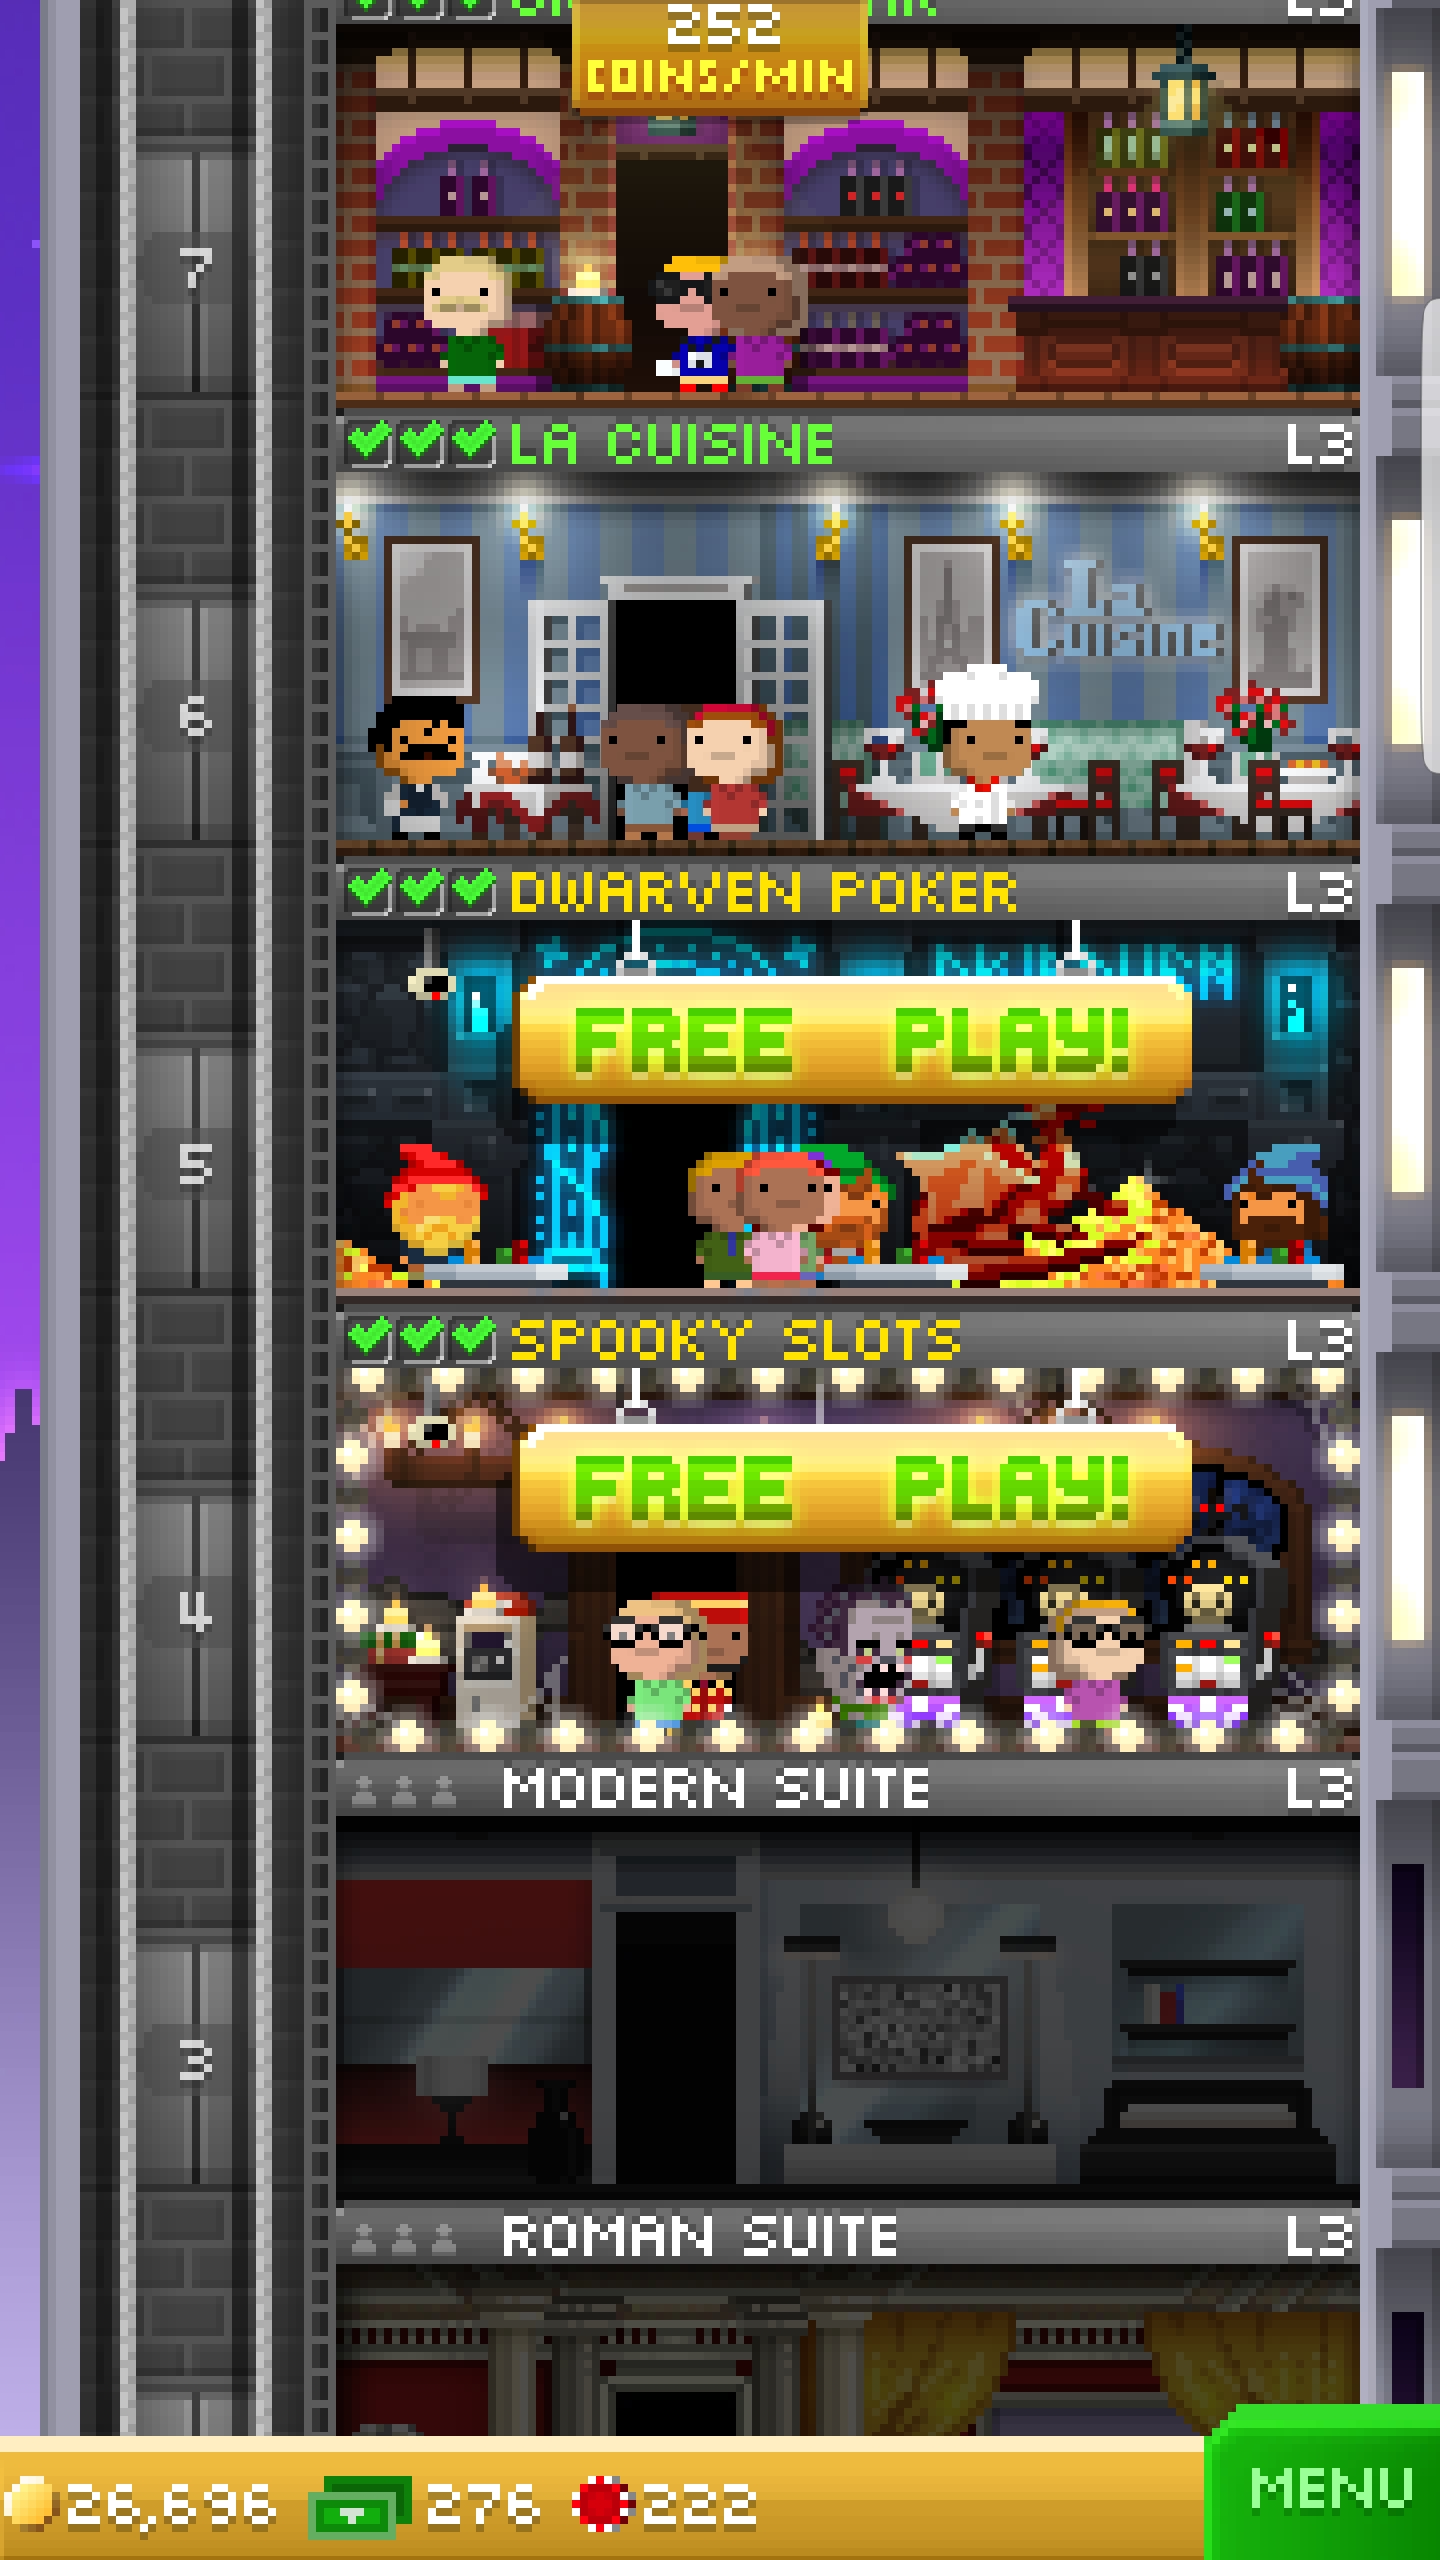 L3
252
COINS/MIN
7
LA CUISINE L3
La
Cuisine
6
DWARVEN POKER L3
FREE PLAY!
5
SPOOKY SLOTS L3
FREE PLAY!
4
MODERN SUITE L3
3
ROMAN SUITE L3
26,696 276 222
MENU